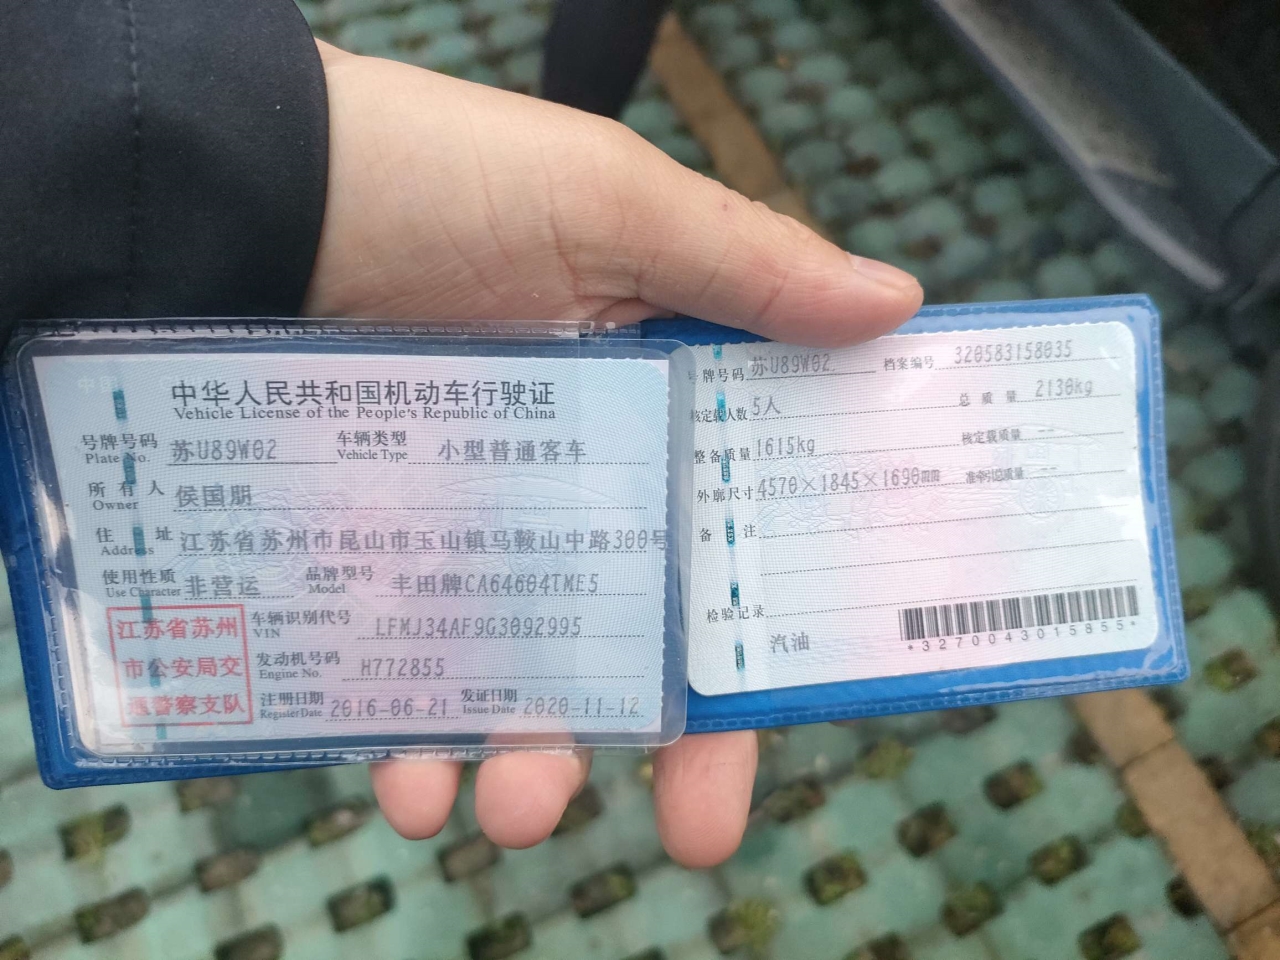 中华人民共和国机动车行驶证
Vehicle License of the People's Republic of China
号牌号码 苏U89W02 车辆类型 小型普通客车
Plate No. Vehicle Type
所有人 侯国朋
Owner
住址 江苏省苏州市昆山市玉山镇马鞍山中路300号
Address
使用性质 非营运 品牌型号 丰田牌CA64604TME5
Use Character Model
江苏省苏州
市公安局交
通警察支队
车辆识别代号 LFMJ34AF9G3092995
VIN
发动机号码 H772855
Engine No.
注册日期 2016-06-21 发证日期 2020-11-12
Register Date Issue Date
号牌号码 苏U89W02 档案编号 320583158035
核定载人数 5人 总质量 2130kg
整备质量 1615kg 核定载质量 --
外廓尺寸 4570×1845×1690mm 准牵引总质量 --
备注
检验记录
汽油
*3270043015855*